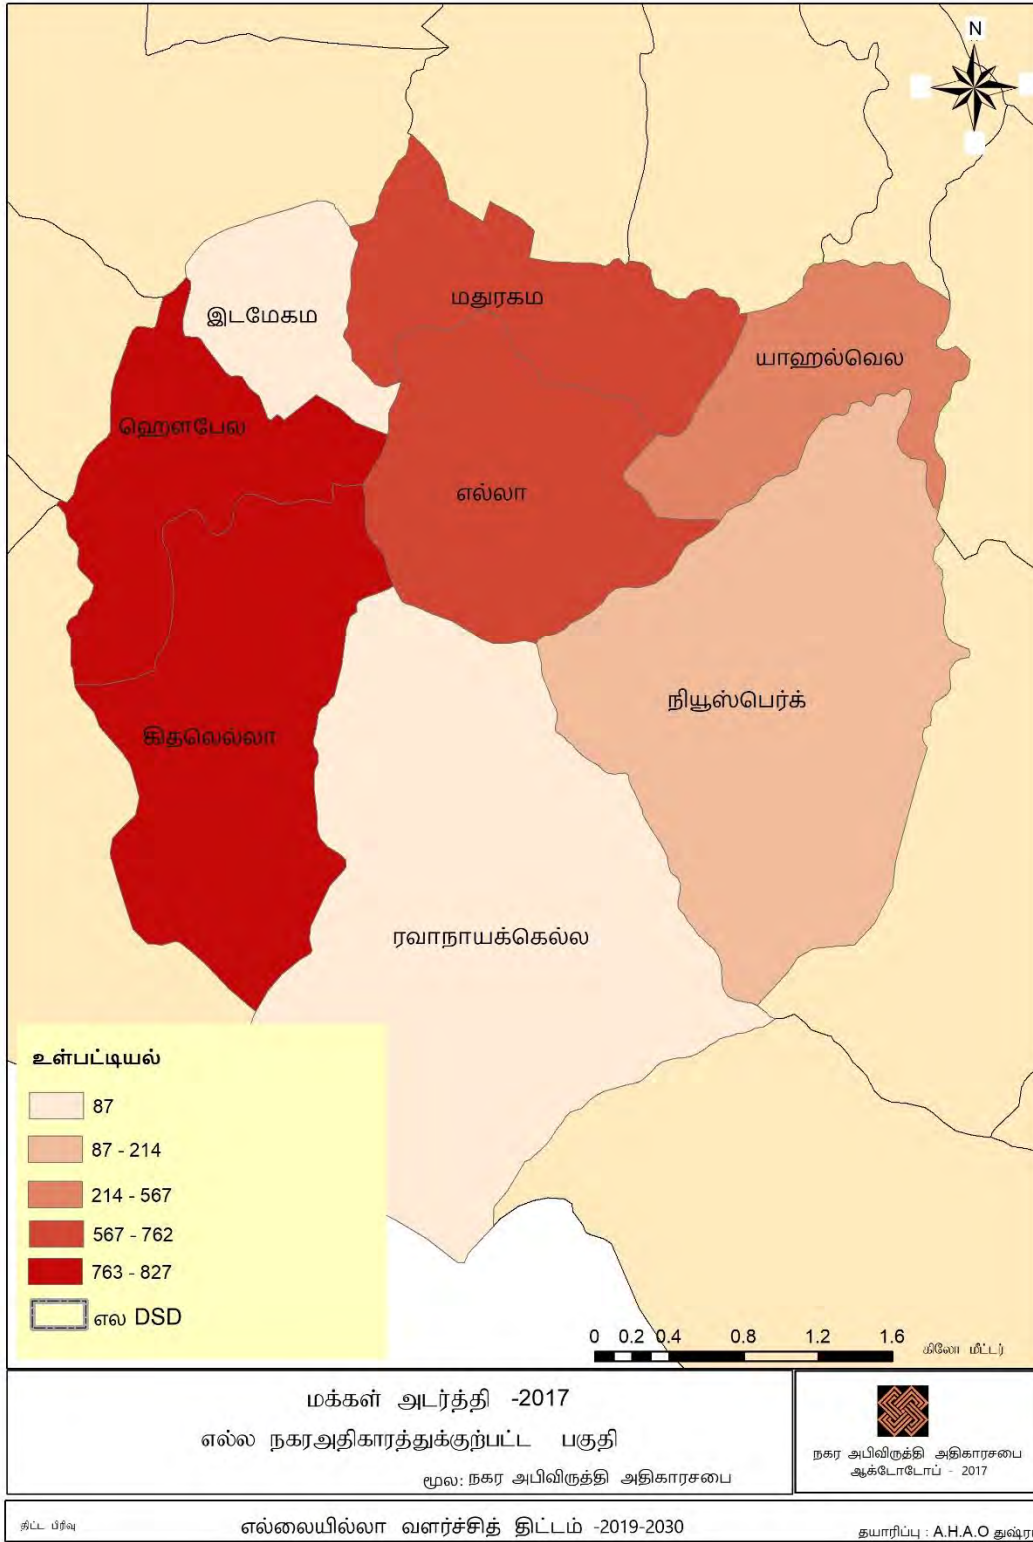 N
மதுரகம
இடமேகம
யாஹல்வெல
ஹௌபேல
எல்லா
நியூஸ்பெர்க்
கிதலெல்லா
ரவாநாயக்கெல்ல
உள்பட்டியல்
87
87 - 214
214 - 567
567 - 762
763 - 827
எல DSD
0 0.2 0.4 0.8 1.2 1.6
கிலோ மீட்டர்
மக்கள் அடர்த்தி -2017
எல்ல நகரஅதிகாரத்துக்குற்பட்ட பகுதி
மூல: நகர அபிவிருத்தி அதிகாரசபை
நகர அபிவிருத்தி அதிகாரசபை
ஆக்டோடோப் - 2017
திட்ட பிரிவு
எல்லையில்லா வளர்ச்சித் திட்டம் -2019-2030
தயாரிப்பு : A.H.A.O துஷ்ரா